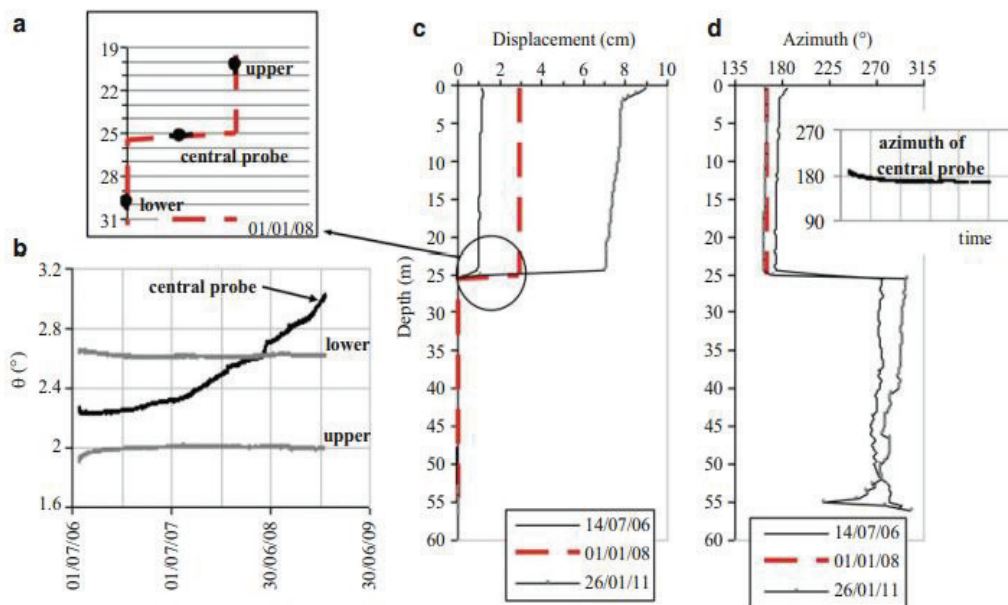 a
19
22
25
28
31
upper
central probe
lower
01/01/08
b
3.2
2.8
2.4
2
1.6
θ (°)
central probe
lower
upper
01/07/06
01/07/07
30/06/08
30/06/09
c
Displacement (cm)
0 2 4 6 8 10
Depth (m)
0
5
10
15
20
25
30
35
40
45
50
55
60
14/07/06
01/01/08
26/01/11
d
Azimuth (°)
135 180 225 270 315
0
5
10
15
20
25
30
35
40
45
50
55
60
270
180
90
azimuth of
central probe
time
14/07/06
01/01/08
26/01/11